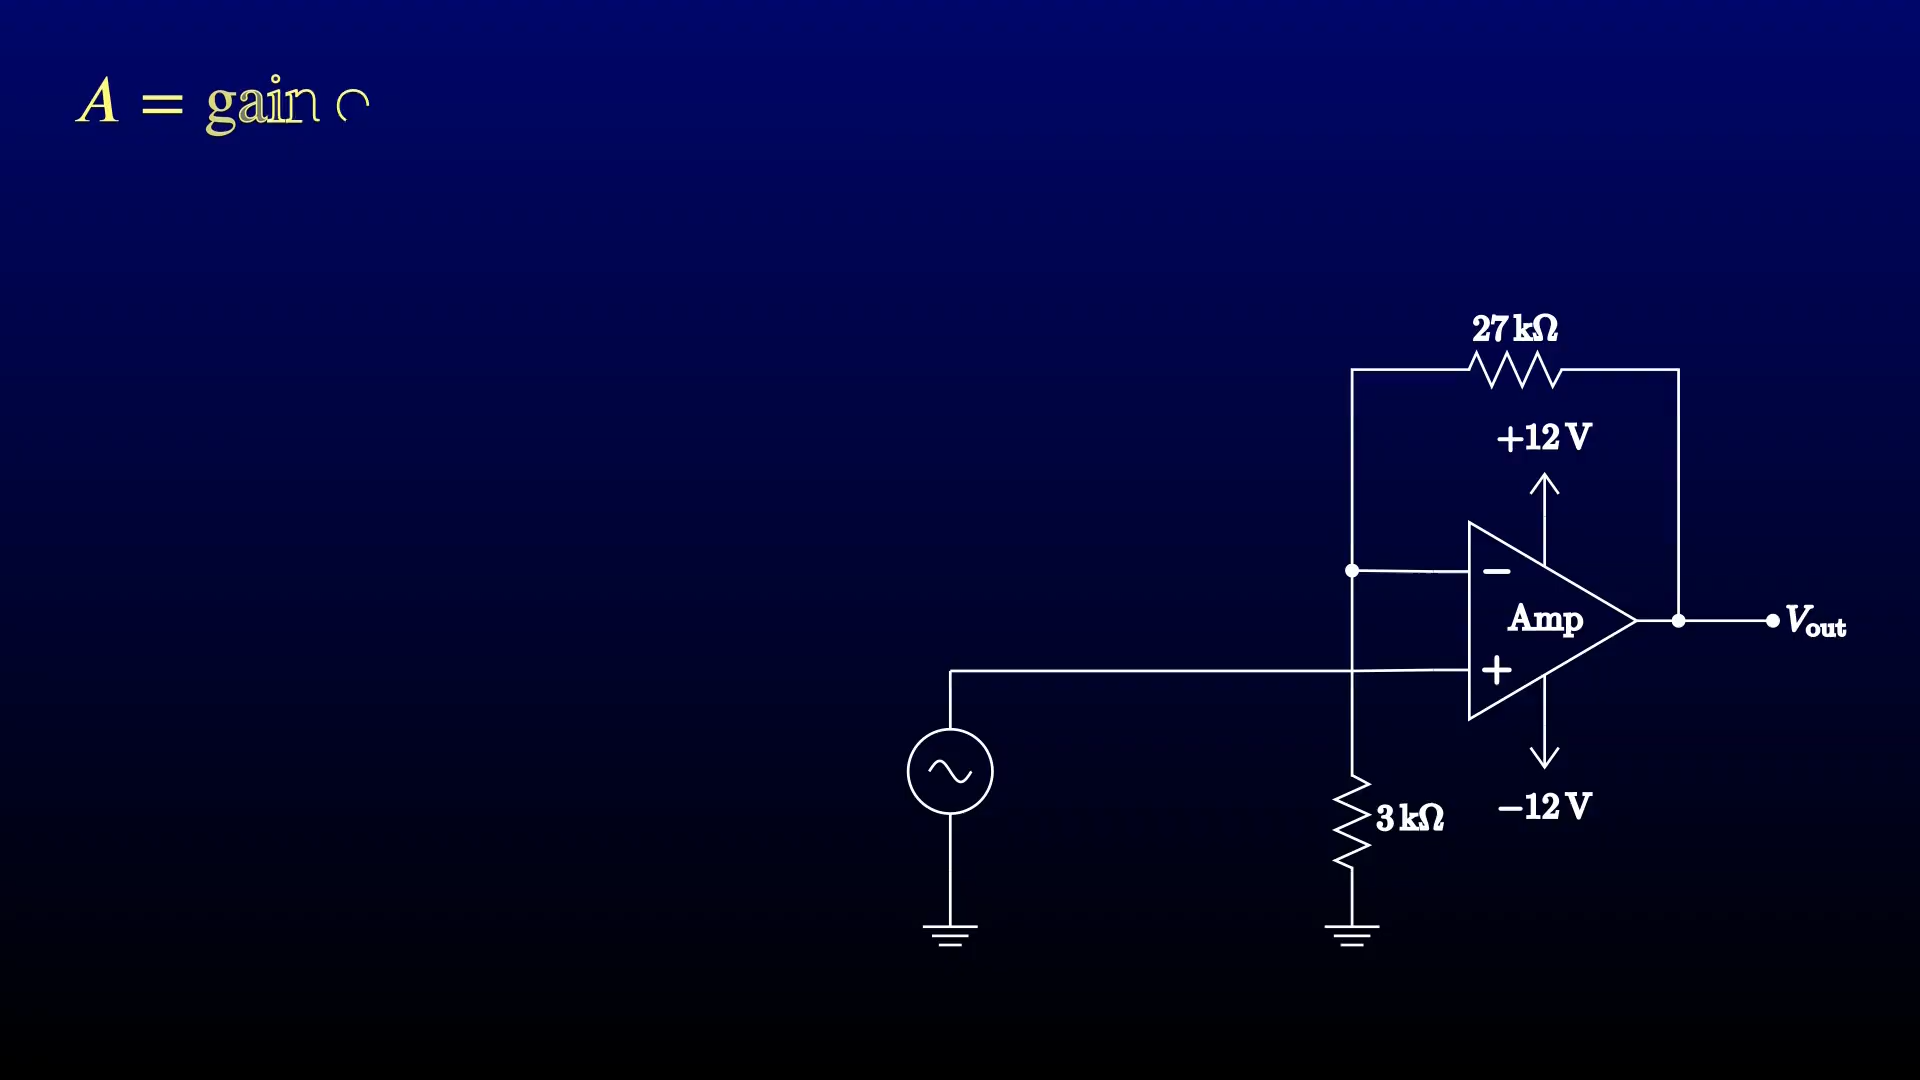 A = gain
27 kΩ
+12 V
−
Amp
V_out
+
3 kΩ
−12 V